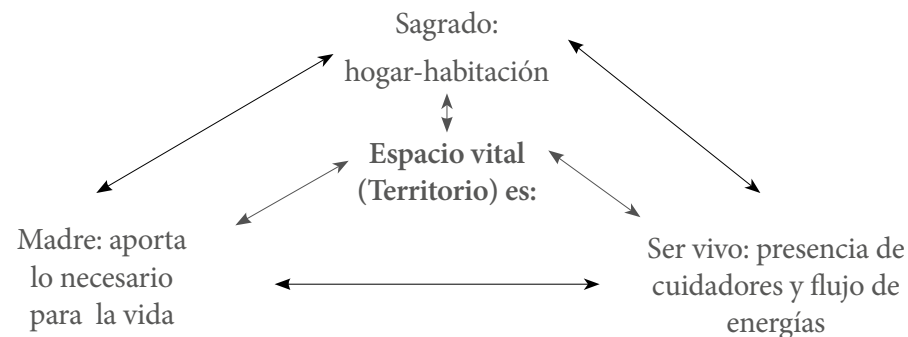 Sagrado:
hogar-habitación
Espacio vital
(Territorio) es:
Madre: aporta
lo necesario
para la vida
Ser vivo: presencia de
cuidadores y flujo de
energías